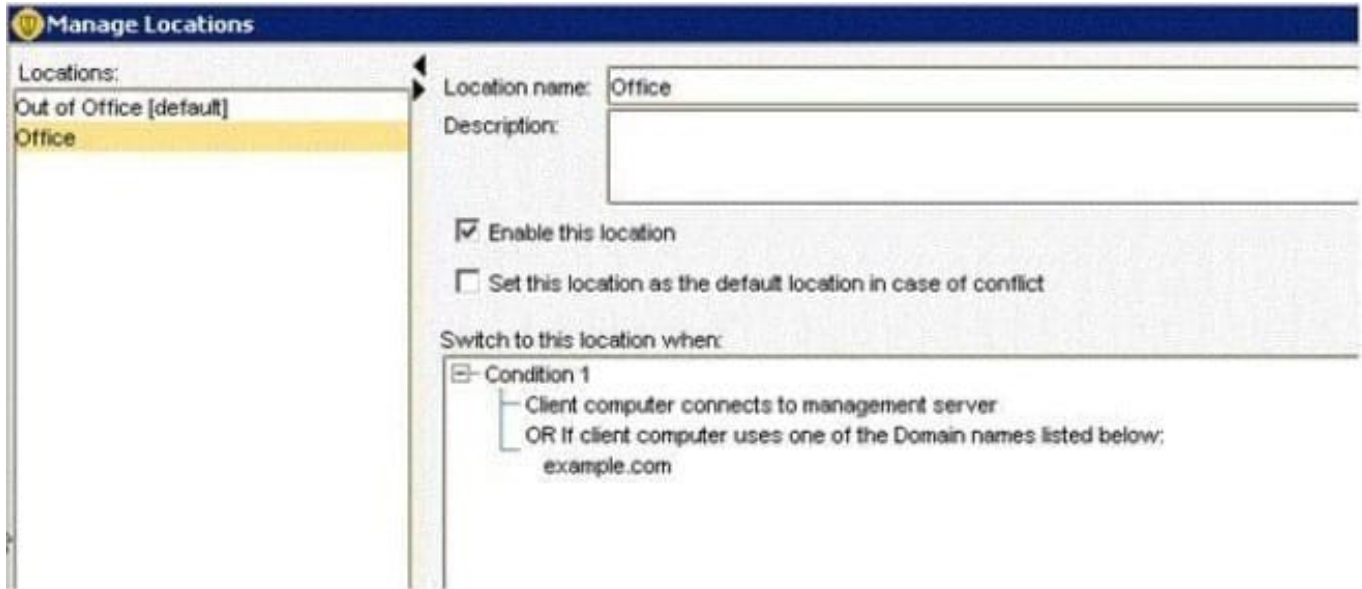 Manage Locations
Locations:
Out of Office [default]
Office
Location name: Office
Description:
Enable this location
Set this location as the default location in case of conflict
Switch to this location when:
Condition 1
Client computer connects to management server
OR If client computer uses one of the Domain names listed below:
example.com